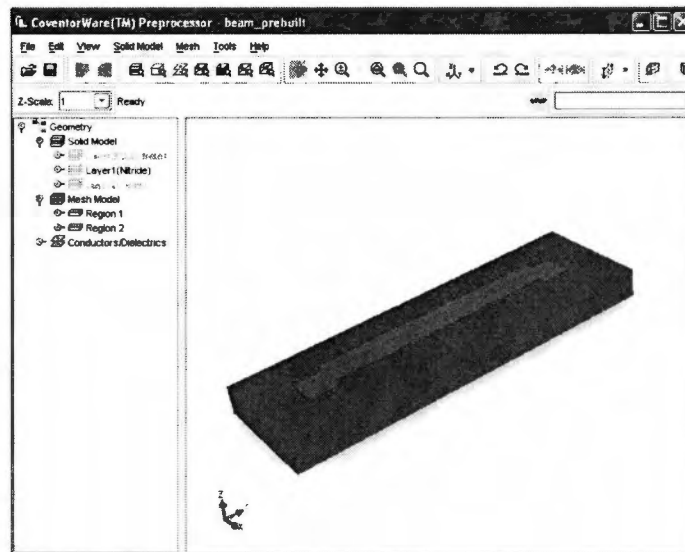 CoventorWare(TM) Preprocessor - beam_prebuilt
File Edit View Solid Model Mesh Tools Help
Z-Scale: 1 Ready
Geometry
Solid Model
Layer1(Nitride)
Mesh Model
Region 1
Region 2
Conductors/Dielectrics
Z
X